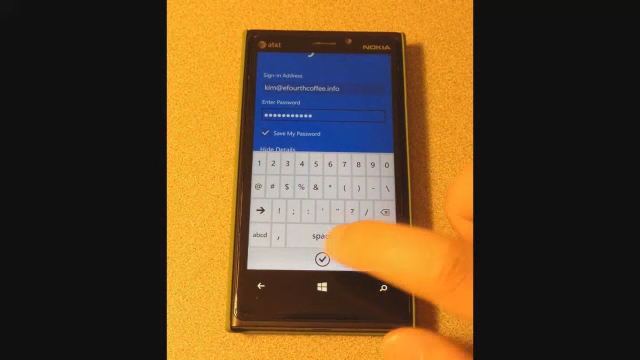 at&t
NOKIA
Sign-in Address
kim@efourthcoffee.info
Enter Password
Save My Password
Hide Details
1 2 3 4 5 6 7 8 9 0
@ # $ % & * ( ) - \
! ; : ' " ? /
abcd , spac